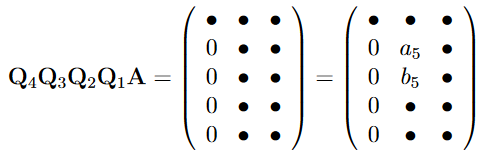 Q₄Q₃Q₂Q₁A = ( • • • ; 0 • • ; 0 • • ; 0 • • ; 0 • • ) = ( • • • ; 0 a₅ • ; 0 b₅ • ; 0 • • ; 0 • • )